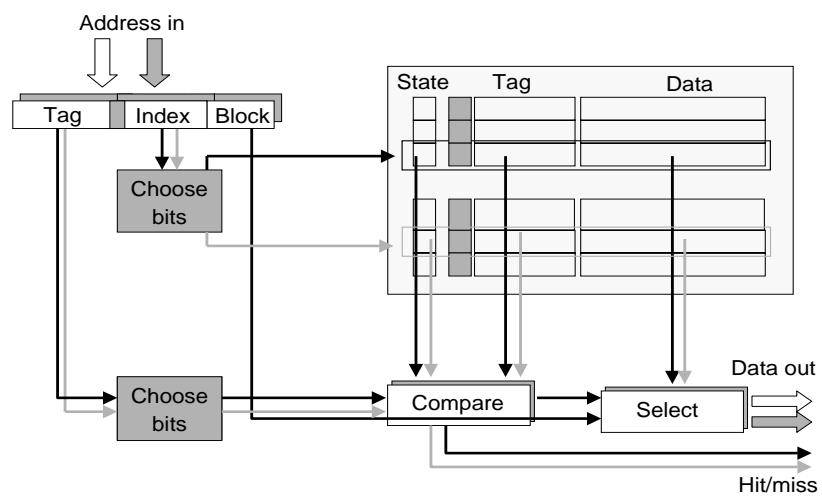 Address in
State Tag Data
Tag Index Block
Choose
bits
Choose
bits
Compare
Select
Data out
Hit/miss